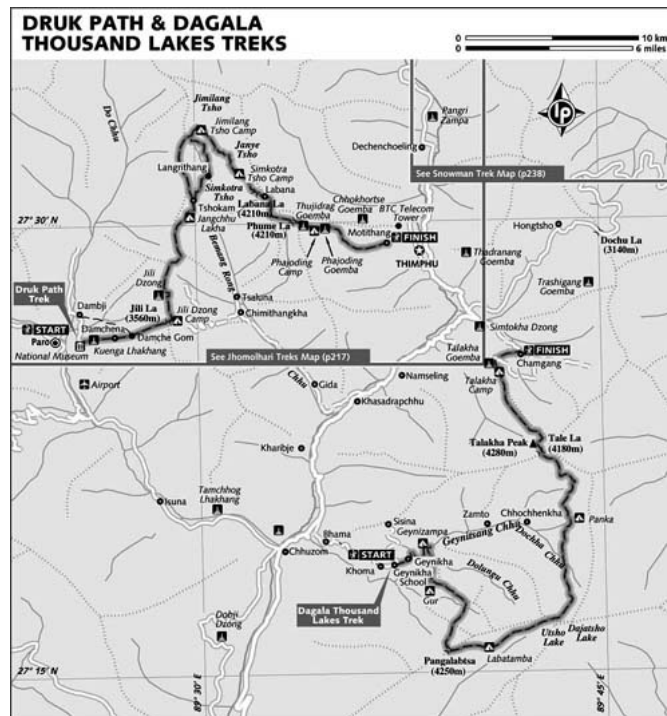 DRUK PATH & DAGALA
THOUSAND LAKES TREKS
0 10 km
0 6 miles
lp
Do Chhu
Jimilang
Tsho
Jimilang
Tsho Camp
Janye
Tsho
Langrithang
Simkotra
Tsho Camp
Simkotra
Tsho
Labana
Tshokam
Labana La
(4210m)
Jangchhu
Lakha
Phume La
(4210m)
Thujidrag
Goemba
Chhokhortse
Goemba
BTC Telecom
Tower
Motithang
FINISH
THIMPHU
Phajoding
Camp
Phajoding
Goemba
Pangri
Zampa
Dechencholing
See Snowman Trek Map (p238)
27° 30' N
Hongtsho
Dochu La
(3140m)
Thadranang
Goemba
Trashigang
Goemba
Bemang Rong
Jili
Dzong
Druk Path
Trek
Dambji
Jili La
(3560m)
Jili Dzong
Camp
Tsaluna
Chimithangkha
START
Paro
Damchena
Damche Gom
National Museum
Kuenga Lhakhang
See Jhomolhari Treks Map (p217)
Simtokha Dzong
Talakha
Goemba
FINISH
Chamgang
Talakha
Camp
Airport
Chhu
Gida
Namseling
Khasadrapchhu
Talakha Peak
(4280m)
Tale La
(4180m)
Kharibje
Isuna
Tamchhog
Lhakhang
Sisina
Zamto
Chhochhenkha
Panka
Geynitsang Chhu
Dochha Chhu
Geynizampa
Bhama
START
Chhuzom
Khoma
Geynikha
Geynikha
School
Dolungu Chhu
Dagala Thousand
Lakes Trek
Gur
Dobji
Dzong
Utsho
Lake
Dajatsho
Lake
27° 15' N
Pangalabtsa
(4250m)
Labatamba
89° 30' E
89° 45' E